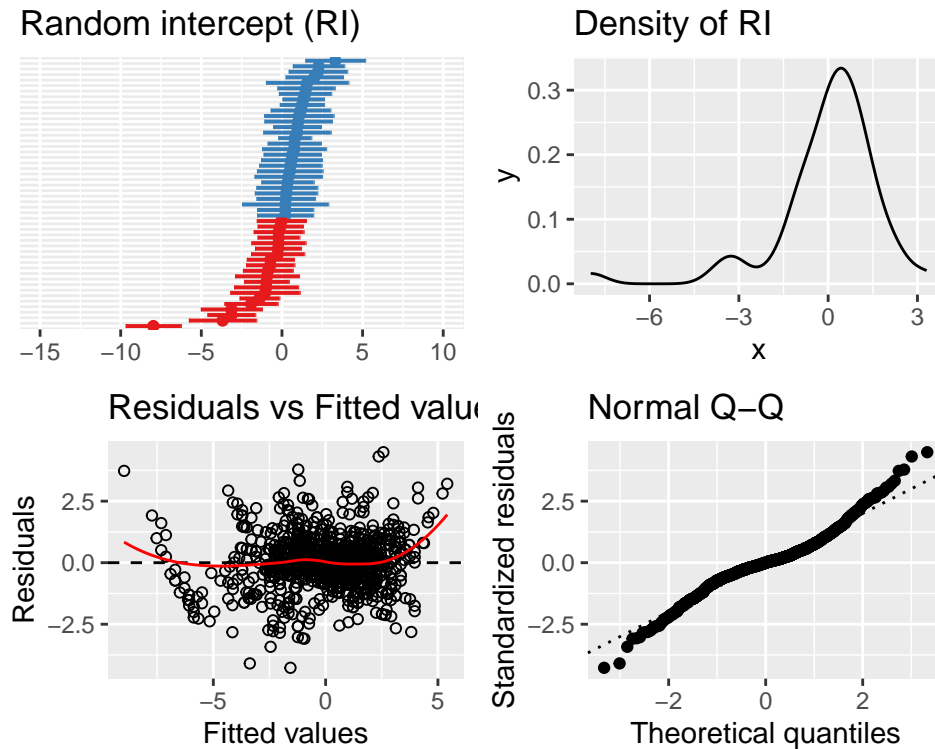 Random intercept (RI)
−15 −10 −5 0 5 10
Density of RI
y
0.3
0.2
0.1
0.0
−6 −3 0 3
x
Residuals vs Fitted value
Residuals
2.5
0.0
−2.5
−5 0 5
Fitted values
Normal Q−Q
Standardized residuals
2.5
0.0
−2.5
−2 0 2
Theoretical quantiles